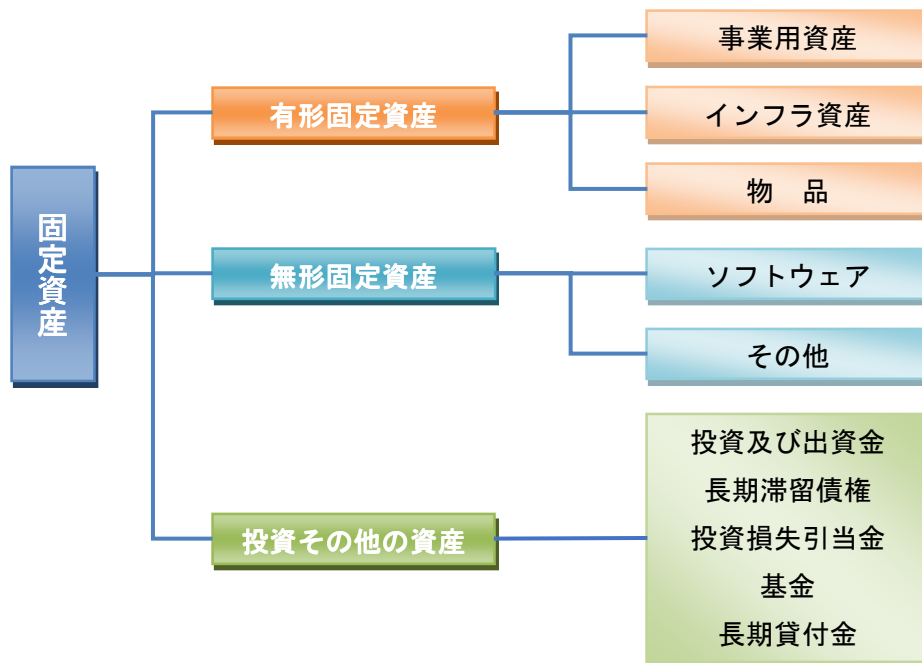 固定資産
有形固定資産
事業用資産
インフラ資産
物　品
無形固定資産
ソフトウェア
その他
投資その他の資産
投資及び出資金
長期滞留債権
投資損失引当金
基金
長期貸付金